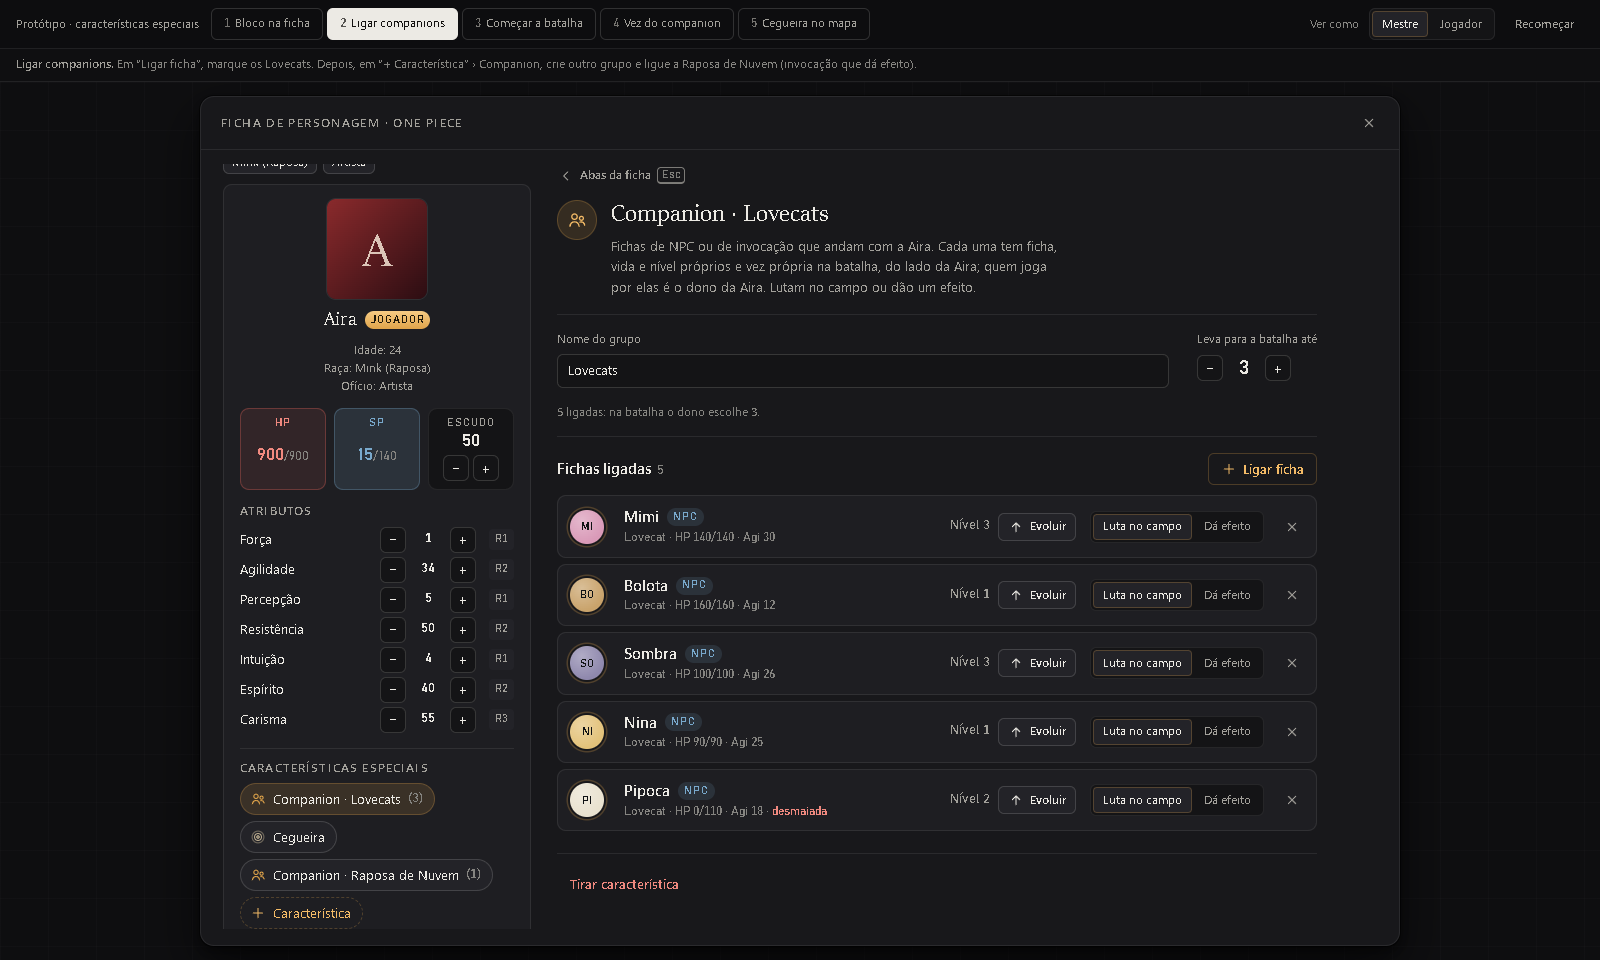 Protótipo · características especiais
1 Bloco na ficha
2 Ligar companions
3 Começar a batalha
4 Vez do companion
5 Cegueira no mapa
Ver como
Mestre
Jogador
Recomeçar
Ligar companions. Em "Ligar ficha", marque os Lovecats. Depois, em "+ Característica" › Companion, crie outro grupo e ligue a Raposa de Nuvem (invocação que dá efeito).
FICHA DE PERSONAGEM · ONE PIECE
Mink (Raposa)
Artista
A
Aira JOGADOR
Idade: 24
Raça: Mink (Raposa)
Ofício: Artista
HP
900/900
SP
15/140
ESCUDO
50
− +
ATRIBUTOS
Força − 1 + R1
Agilidade − 34 + R2
Percepção − 5 + R1
Resistência − 50 + R2
Intuição − 4 + R1
Espírito − 40 + R2
Carisma − 55 + R3
CARACTERÍSTICAS ESPECIAIS
Companion · Lovecats (3)
Cegueira
Companion · Raposa de Nuvem (1)
+ Característica
Abas da ficha Esc
Companion · Lovecats
Fichas de NPC ou de invocação que andam com a Aira. Cada uma tem ficha,
vida e nível próprios e vez própria na batalha, do lado da Aira; quem joga
por elas é o dono da Aira. Lutam no campo ou dão um efeito.
Nome do grupo
Lovecats
Leva para a batalha até
− 3 +
5 ligadas: na batalha o dono escolhe 3.
Fichas ligadas 5
+ Ligar ficha
MI
Mimi NPC
Lovecat · HP 140/140 · Agi 30
Nível 3 ↑ Evoluir Luta no campo Dá efeito ×
BO
Bolota NPC
Lovecat · HP 160/160 · Agi 12
Nível 1 ↑ Evoluir Luta no campo Dá efeito ×
SO
Sombra NPC
Lovecat · HP 100/100 · Agi 26
Nível 3 ↑ Evoluir Luta no campo Dá efeito ×
NI
Nina NPC
Lovecat · HP 90/90 · Agi 25
Nível 1 ↑ Evoluir Luta no campo Dá efeito ×
PI
Pipoca NPC
Lovecat · HP 0/110 · Agi 18 · desmaiada
Nível 2 ↑ Evoluir Luta no campo Dá efeito ×
Tirar característica